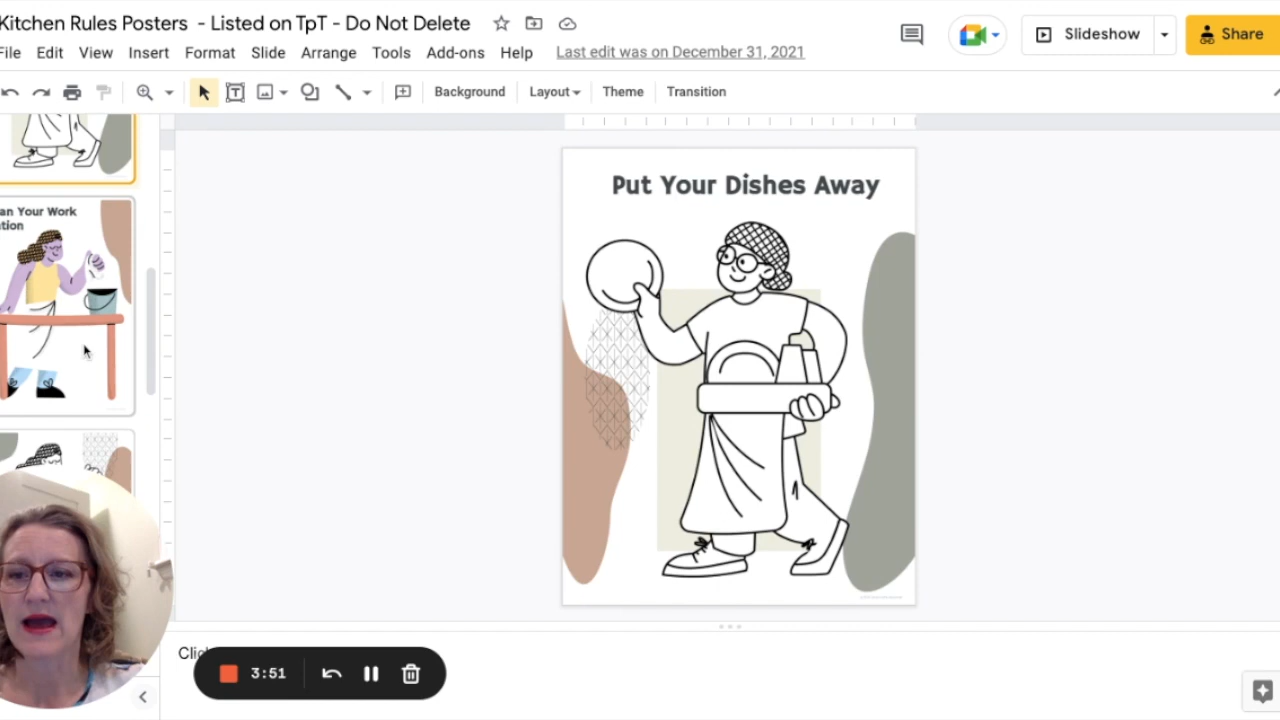 Kitchen Rules Posters - Listed on TpT - Do Not Delete
File Edit View Insert Format Slide Arrange Tools Add-ons Help Last edit was on December 31, 2021
Slideshow
Share
Background Layout Theme Transition
Put Your Dishes Away
an Your Work
tion
Clic
3:51